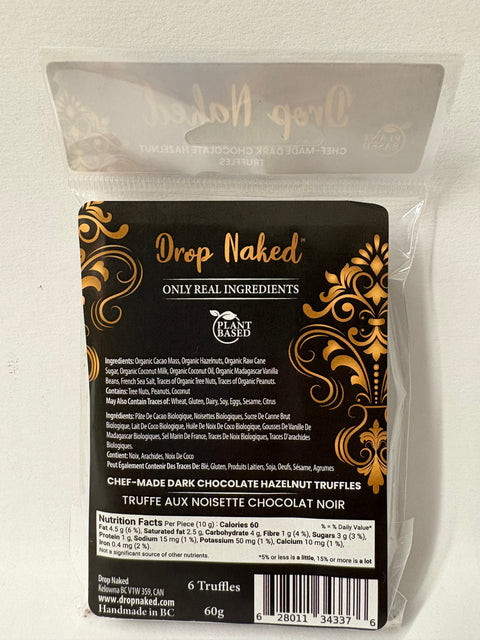 Drop Naked
PLANT
BASED
CHEF-MADE DARK CHOCOLATE HAZELNUT
TRUFFLES
Drop Naked
ONLY REAL INGREDIENTS
PLANT
BASED
Ingredients: Organic Cacao Mass, Organic Hazelnuts, Organic Raw Cane
Sugar, Organic Coconut Milk, Organic Coconut Oil, Organic Madagascar Vanilla
Beans, French Sea Salt, Traces of Organic Tree Nuts, Traces of Organic Peanuts.
Contains: Tree Nuts, Peanuts, Coconut
May Also Contain Traces of: Wheat, Gluten, Dairy, Soy, Eggs, Sesame, Citrus
Ingrédients: Pâte De Cacao Biologique, Noisettes Biologiques, Sucre De Canne Brut
Biologique, Lait De Coco Biologique, Huile De Noix De Coco Biologique, Gousses De Vanille De
Madagascar Biologiques, Sel Marin De France, Traces De Noix Biologiques, Traces D'arachides
Biologiques.
Contient: Noix, Arachides, Noix De Coco
Peut Également Contenir Des Traces De: Blé, Gluten, Produits Laitiers, Soja, Oeufs, Sésame, Agrumes
CHEF-MADE DARK CHOCOLATE HAZELNUT TRUFFLES
TRUFFE AUX NOISETTE CHOCOLAT NOIR
Nutrition Facts Per Piece (10 g) : Calories 60 % = % Daily Value*
Fat 4.5 g (6 %), Saturated fat 2.5 g, Carbohydrate 4 g, Fibre 1 g (4 %), Sugars 3 g (3 %),
Protein 1 g, Sodium 15 mg (1 %), Potassium 50 mg (1 %), Calcium 10 mg (1 %),
Iron 0.4 mg (2 %).
Not a significant source of other nutrients. *5% or less is a little, 15% or more is a lot
Drop Naked
Kelowna BC V1W 3S9, CAN
www.dropnaked.com
Handmade in BC
6 Truffles
60g
6 28011 34337 6